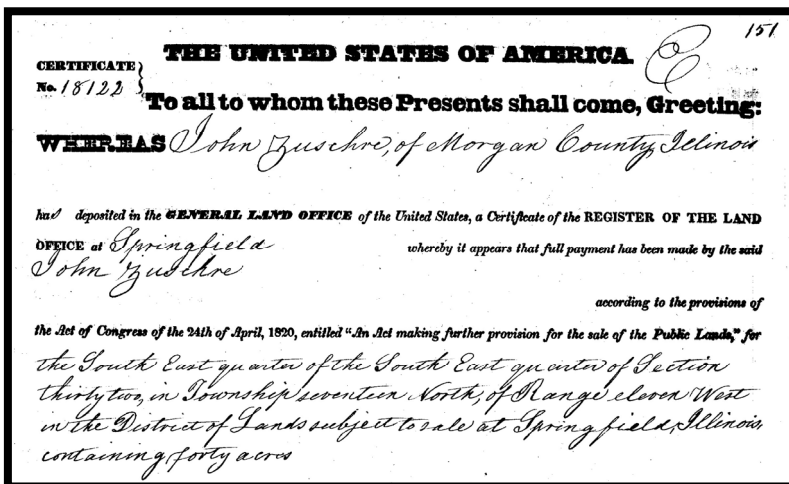 151
THE UNITED STATES OF AMERICA.
CERTIFICATE
No. 18122
To all to whom these Presents shall come, Greeting:
WHEREAS John Zuschre, of Morgan County, Illinois
has deposited in the GENERAL LAND OFFICE of the United States, a Certificate of the REGISTER OF THE LAND
OFFICE at Springfield whereby it appears that full payment has been made by the said
John Zuschre
according to the provisions of
the Act of Congress of the 24th of April, 1820, entitled “An Act making further provision for the sale of the Public Lands,” for
the South East quarter of the South East quarter of Section
thirty two, in Township seventeen North, of Range eleven West
in the District of Lands subject to sale at Springfield, Illinois,
containing forty acres